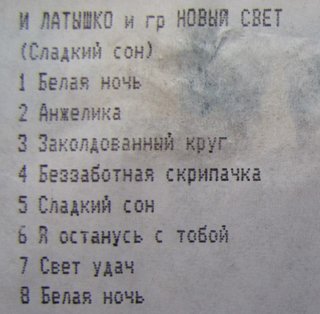 И ЛАТЫШКО и гр НОВЫЙ СВЕТ
(Сладкий сон)
1 Белая ночь
2 Анжелика
3 Заколдованный круг
4 Беззаботная скрипачка
5 Сладкий сон
6 Я останусь с тобой
7 Свет удач
8 Белая ночь